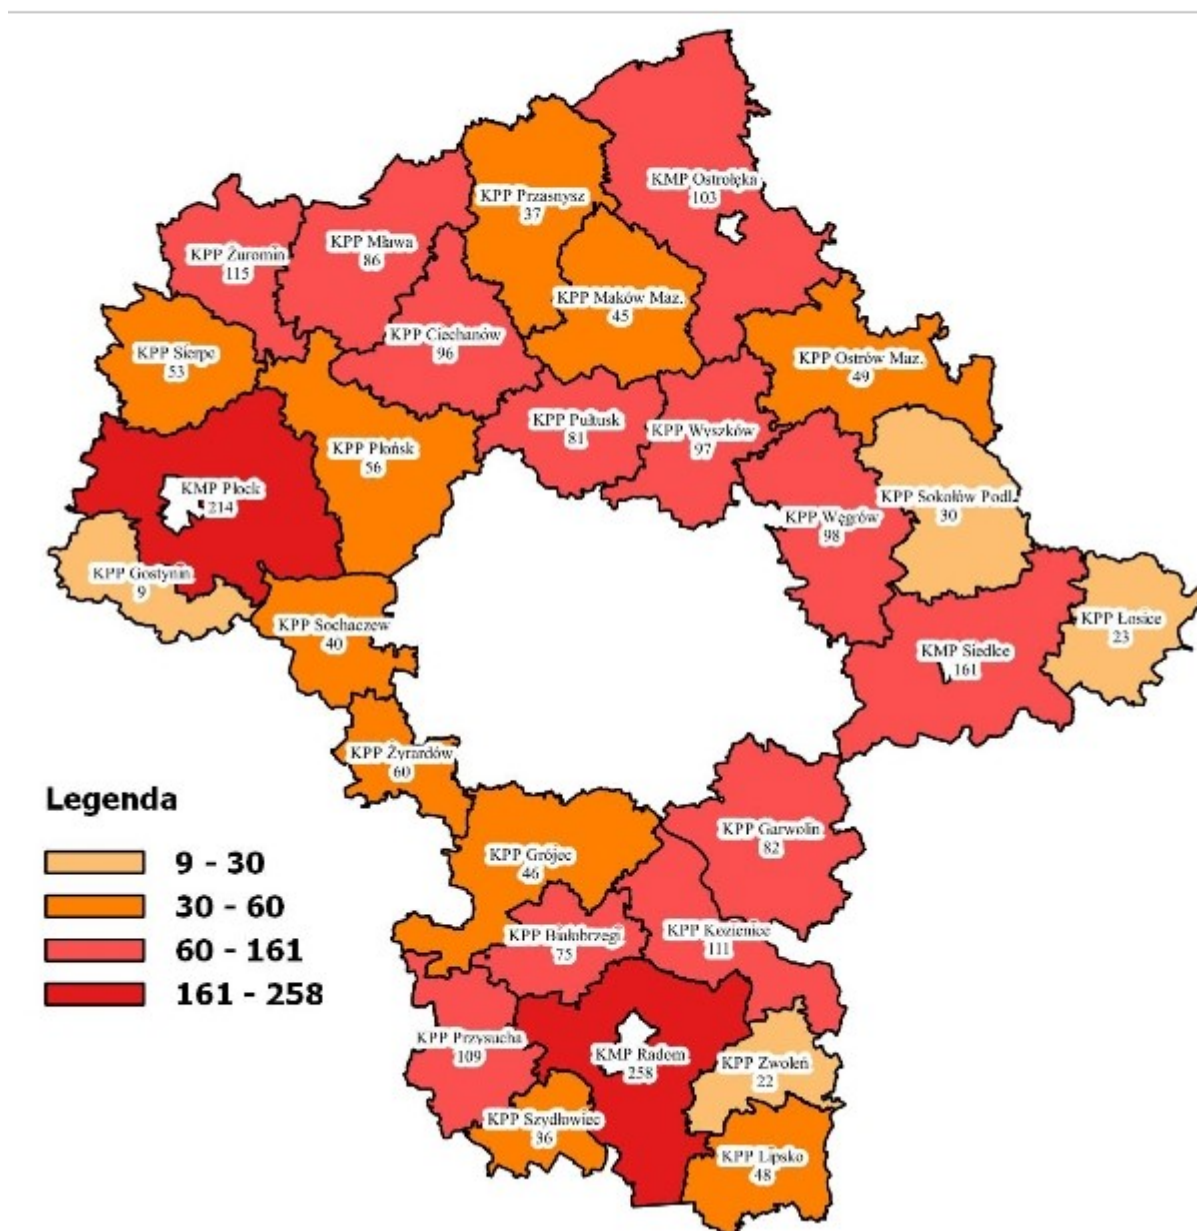 KMP Ostrołęka
103
KPP Przasnysz
37
KPP Mława
86
KPP Żuromin
115
KPP Maków Maz.
45
KPP Ciechanów
96
KPP Sierpc
53
KPP Ostrów Maz.
49
KPP Pułtusk
81
KPP Wyszków
97
KPP Płońsk
56
KMP Płock
214
KPP Sokołów Podl.
30
KPP Węgrów
98
KPP Gostynin
9
KPP Sochaczew
40
KPP Łosice
23
KMP Siedlce
161
KPP Żyrardów
60
Legenda
9 - 30
30 - 60
60 - 161
161 - 258
KPP Garwolin
82
KPP Grójec
46
KPP Białobrzegi
75
KPP Kozienice
111
KPP Przysucha
109
KMP Radom
258
KPP Zwoleń
22
KPP Szydłowiec
36
KPP Lipsko
48